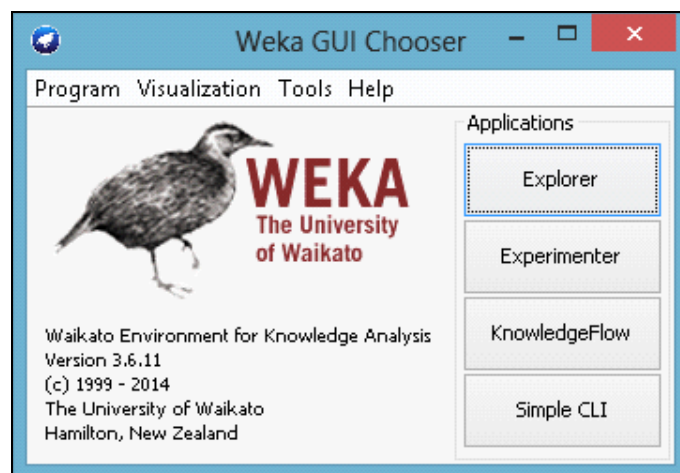 Weka GUI Chooser
Program Visualization Tools Help
WEKA
The University
of Waikato
Waikato Environment for Knowledge Analysis
Version 3.6.11
(c) 1999 - 2014
The University of Waikato
Hamilton, New Zealand
Applications
Explorer
Experimenter
KnowledgeFlow
Simple CLI